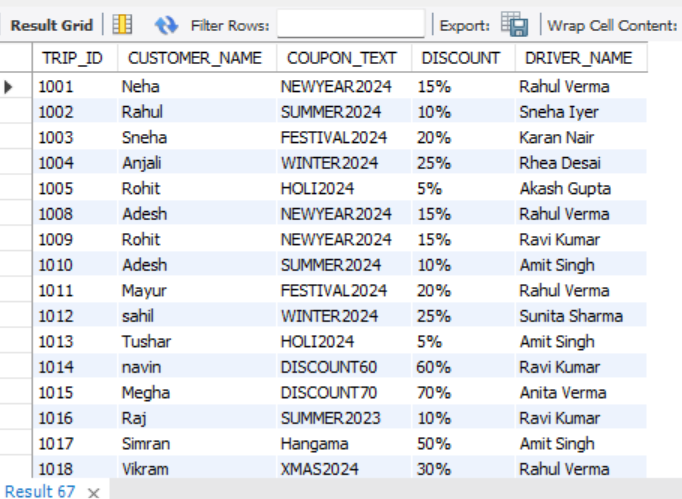 Result Grid Filter Rows: Export: Wrap Cell Content:
TRIP_ID CUSTOMER_NAME COUPON_TEXT DISCOUNT DRIVER_NAME
1001 Neha NEWYEAR2024 15% Rahul Verma
1002 Rahul SUMMER2024 10% Sneha Iyer
1003 Sneha FESTIVAL2024 20% Karan Nair
1004 Anjali WINTER2024 25% Rhea Desai
1005 Rohit HOLI2024 5% Akash Gupta
1008 Adesh NEWYEAR2024 15% Rahul Verma
1009 Rohit NEWYEAR2024 15% Ravi Kumar
1010 Adesh SUMMER2024 10% Amit Singh
1011 Mayur FESTIVAL2024 20% Rahul Verma
1012 sahil WINTER2024 25% Sunita Sharma
1013 Tushar HOLI2024 5% Amit Singh
1014 navin DISCOUNT60 60% Ravi Kumar
1015 Megha DISCOUNT70 70% Anita Verma
1016 Raj SUMMER2023 10% Ravi Kumar
1017 Simran Hangama 50% Amit Singh
1018 Vikram XMAS2024 30% Rahul Verma
Result 67 ×